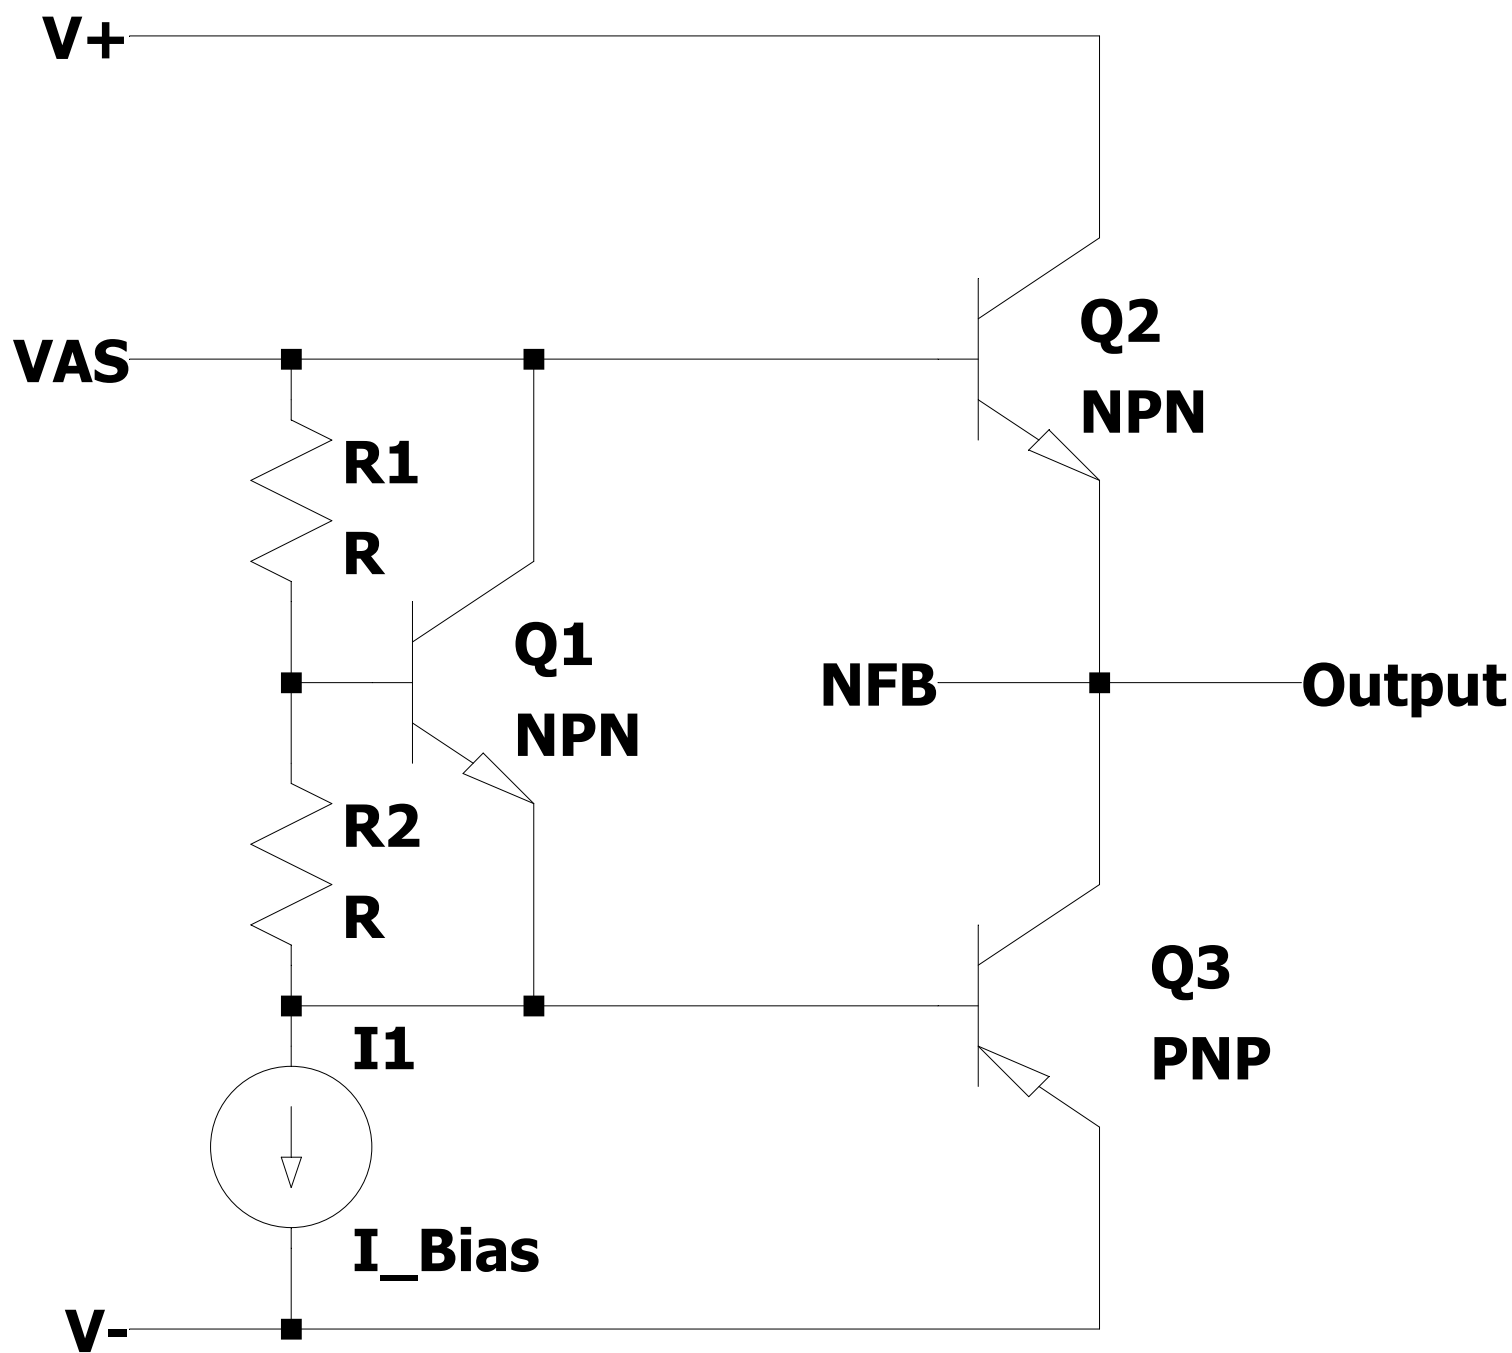 V+
Q2
VAS
NPN
R1
R
Q1
NFB
Output
NPN
R2
R
Q3
I1
PNP
I_Bias
V-